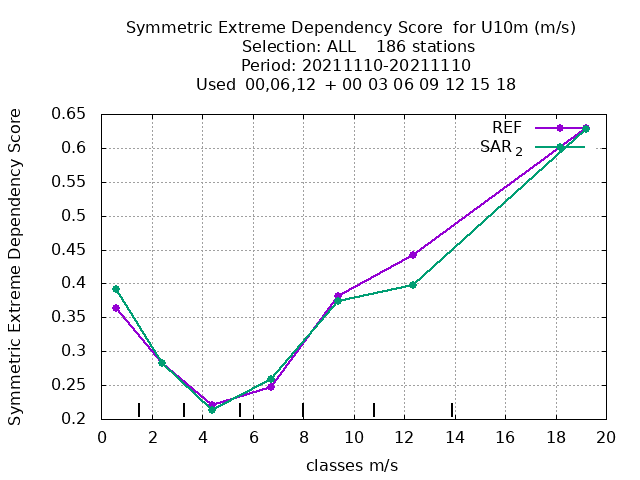 Symmetric Extreme Dependency Score for U10m (m/s)
Selection: ALL 186 stations
Period: 20211110-20211110
Used 00,06,12 + 00 03 06 09 12 15 18
Symmetric Extreme Dependency Score
0.65
0.6
0.55
0.5
0.45
0.4
0.35
0.3
0.25
0.2
REF
SAR 2
0 2 4 6 8 10 12 14 16 18 20
classes m/s